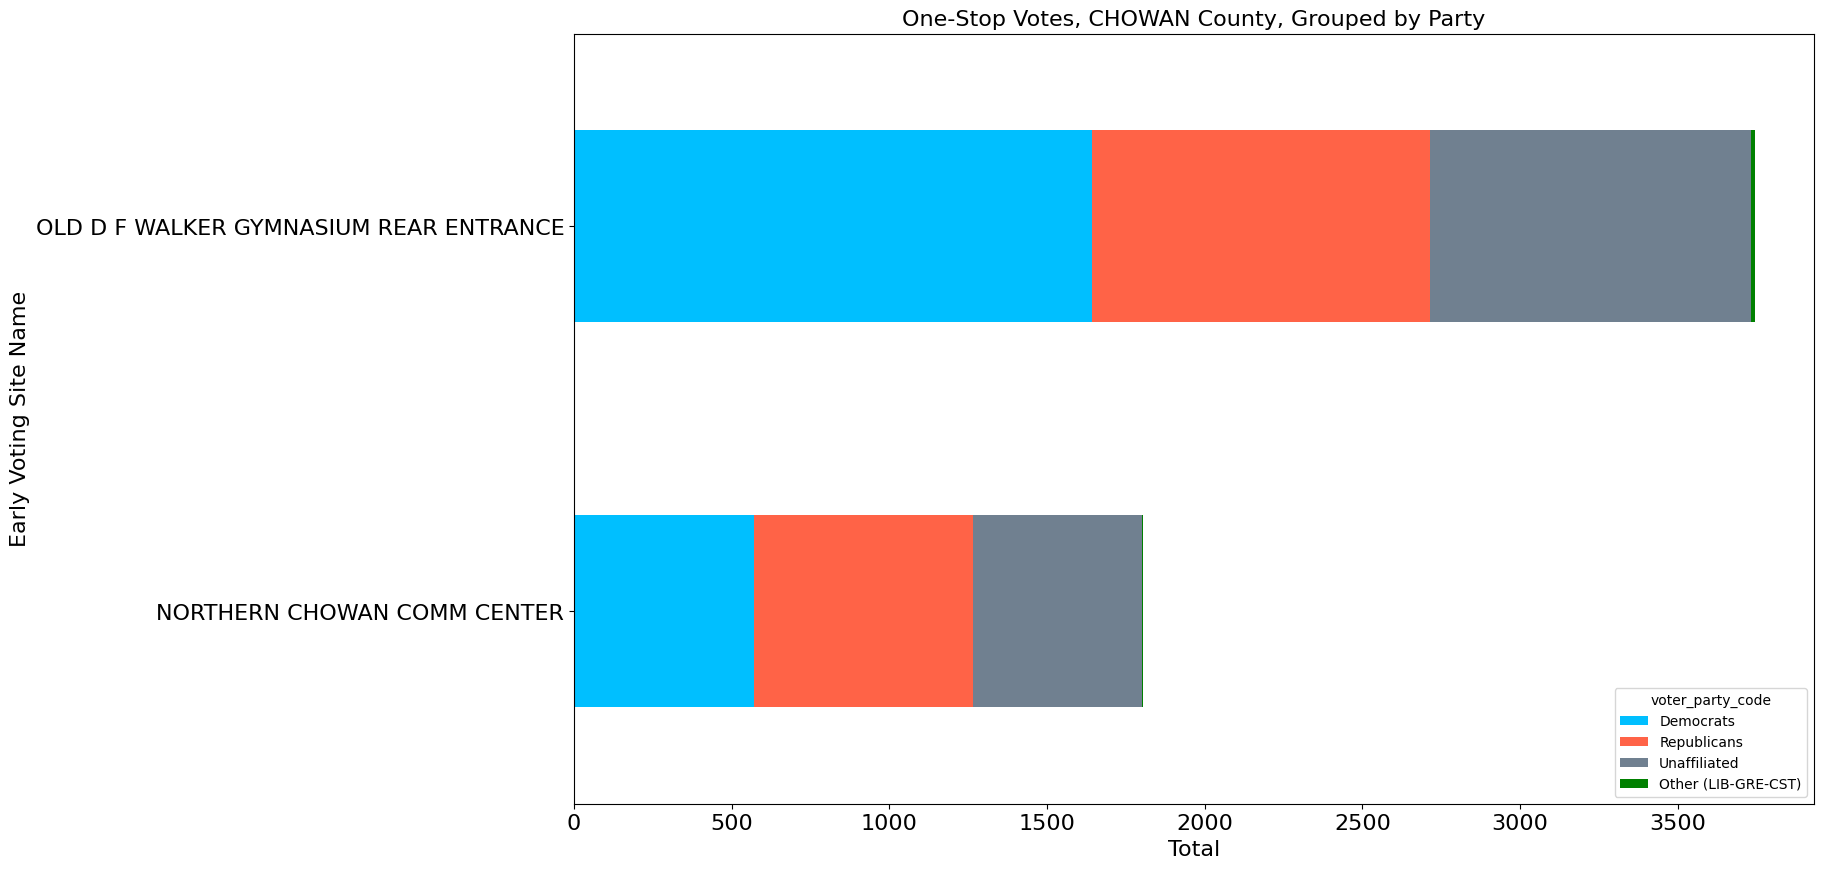 One-Stop Votes, CHOWAN County, Grouped by Party
Early Voting Site Name
OLD D F WALKER GYMNASIUM REAR ENTRANCE
NORTHERN CHOWAN COMM CENTER
voter_party_code
Democrats
Republicans
Unaffiliated
Other (LIB-GRE-CST)
0 500 1000 1500 2000 2500 3000 3500
Total